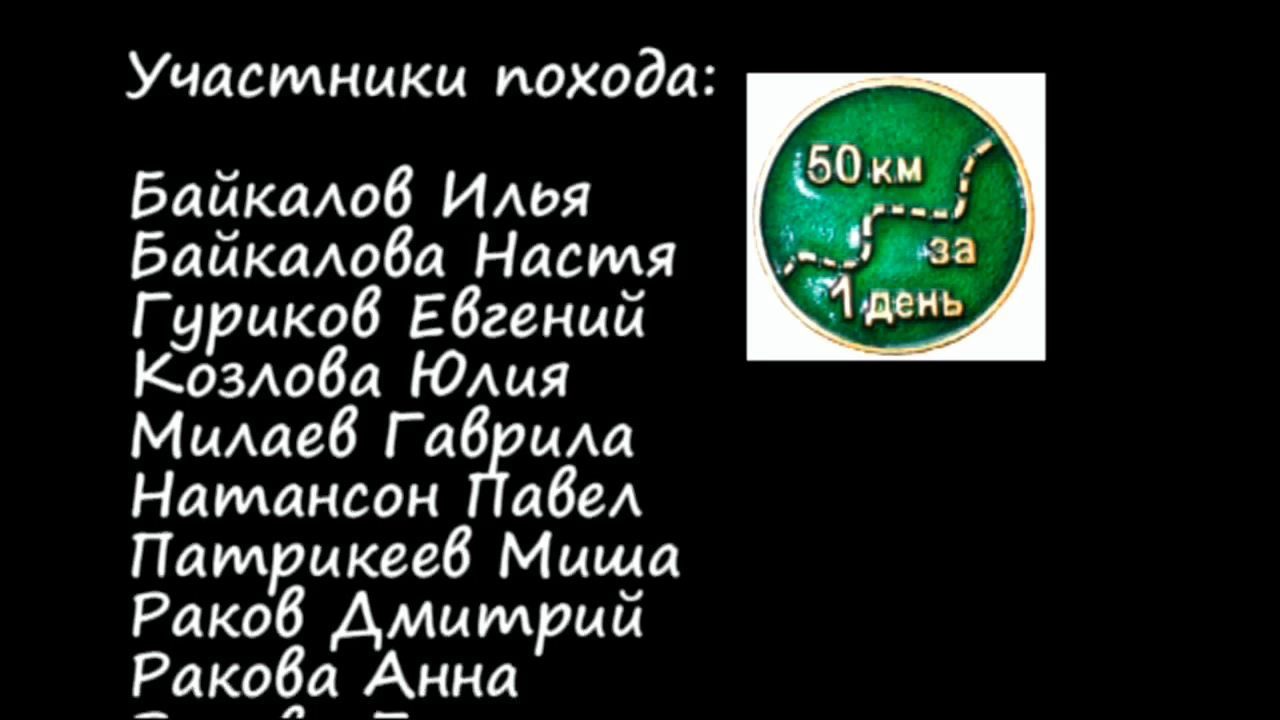 Участники похода:
Байкалов Илья
Байкалова Настя
Гуриков Евгений
Козлова Юлия
Милаев Гаврила
Натансон Павел
Патрикеев Миша
Раков Дмитрий
Ракова Анна
50 км
за
1 день